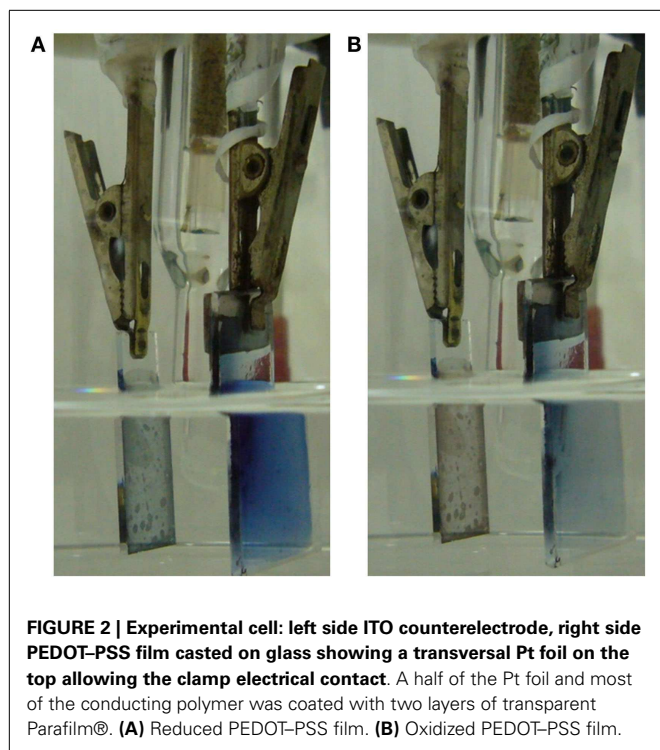 A
B
FIGURE 2 | Experimental cell: left side ITO counterelectrode, right side
PEDOT–PSS film casted on glass showing a transversal Pt foil on the
top allowing the clamp electrical contact. A half of the Pt foil and most
of the conducting polymer was coated with two layers of transparent
Parafilm®. (A) Reduced PEDOT–PSS film. (B) Oxidized PEDOT–PSS film.